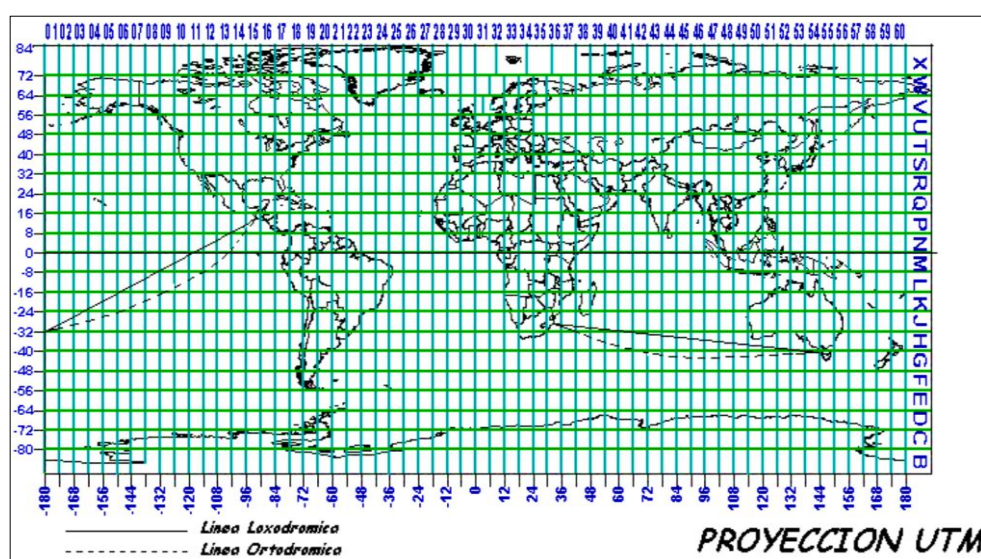 01 02 03 04 05 06 07 08 09 10 11 12 13 14 15 16 17 18 19 20 21 22 23 24 25 26 27 28 29 30 31 32 33 34 35 36 37 38 39 40 41 42 43 44 45 46 47 48 49 50 51 52 53 54 55 56 57 58 59 60
84
X
72
W
64
V
56
U
48
T
40
S
32
R
24
Q
16
P
8
N
0
M
-8
L
-16
K
-24
J
-32
H
-40
G
-48
F
-56
E
-64
D
-72
C
-80
B
-180 -168 -156 -144 -132 -120 -108 -96 -84 -72 -60 -48 -36 -24 -12 0 12 24 36 48 60 72 84 96 108 120 132 144 156 168 180
Linea Loxodromica
Linea Ortodromica
PROYECCION UTM